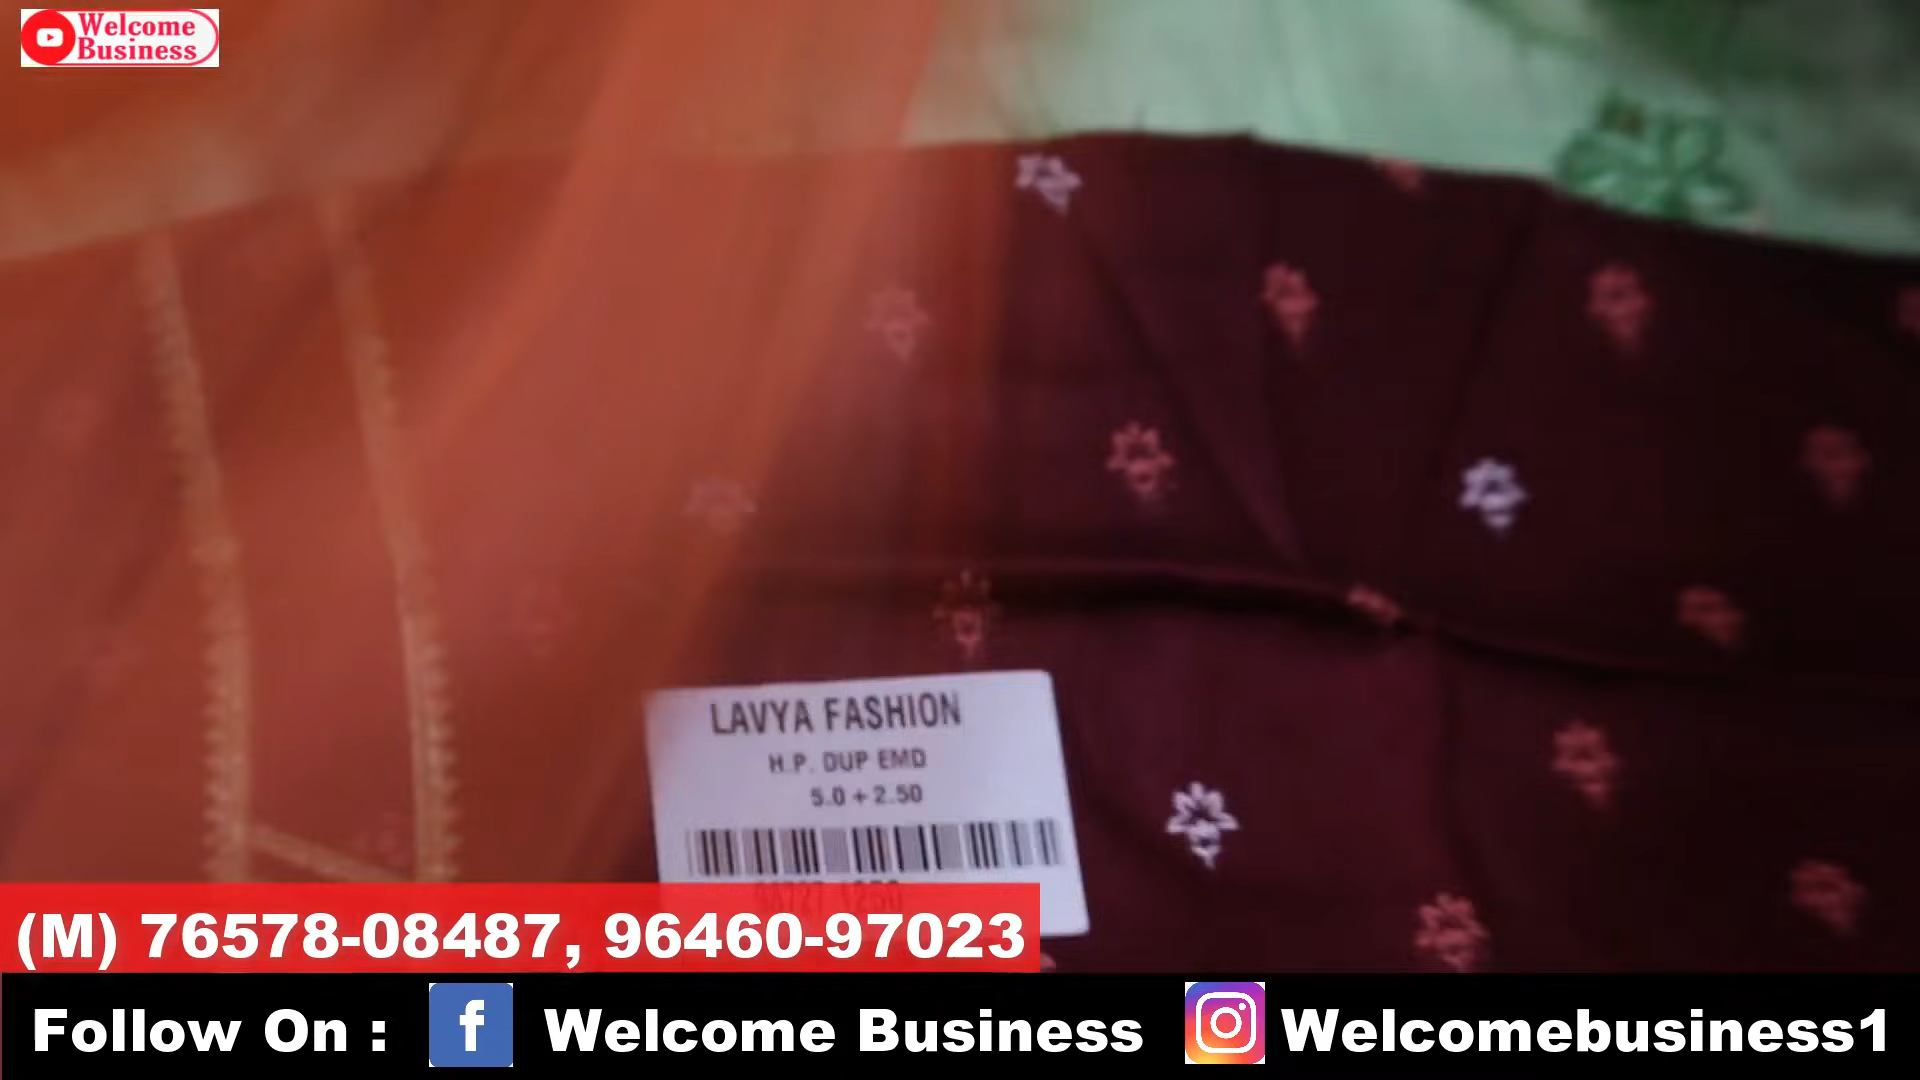 Welcome
Business
LAVYA FASHION
H.P. DUP EMD
5.0 + 2.50
(M) 76578-08487, 96460-97023
Follow On : f Welcome Business Welcomebusiness1